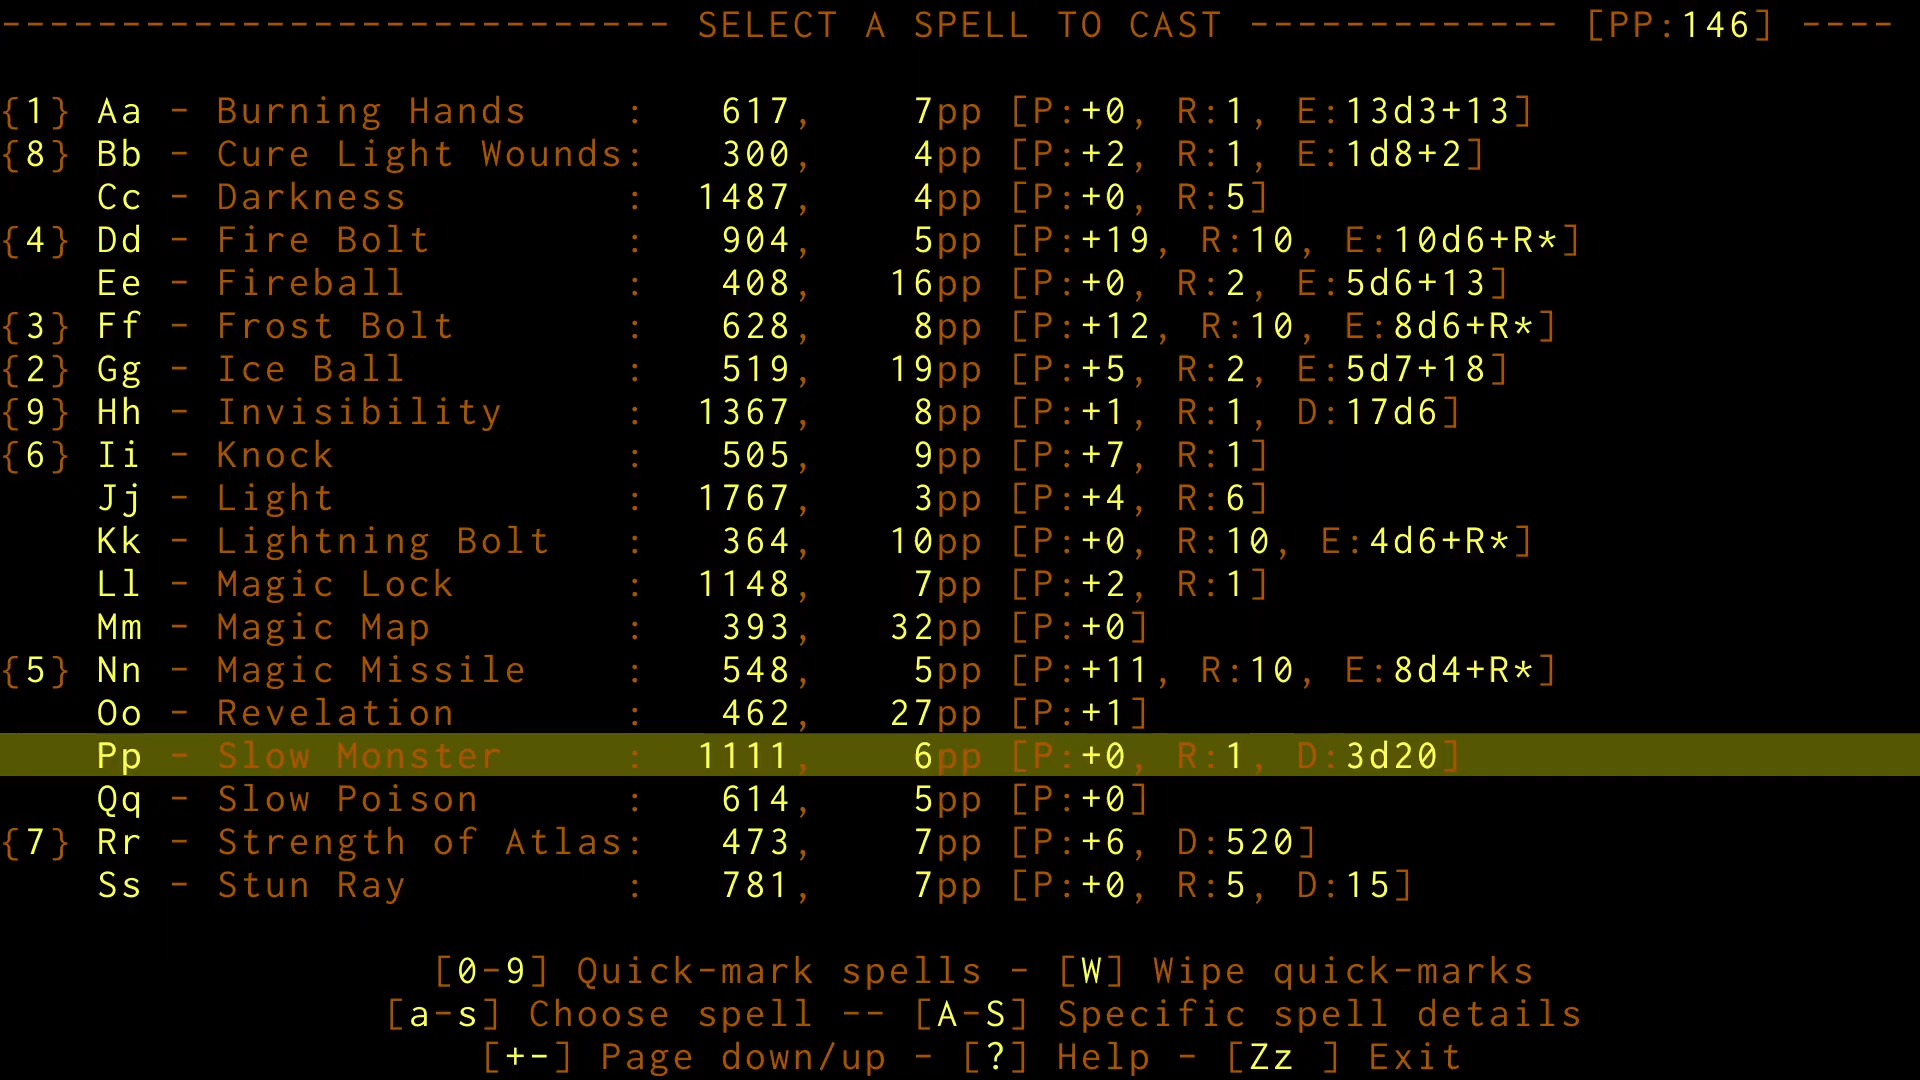 ---------------------------- SELECT A SPELL TO CAST ------------- [PP:146] ----
{1} Aa - Burning Hands    :   617,    7pp [P:+0, R:1, E:13d3+13]
{8} Bb - Cure Light Wounds:   300,    4pp [P:+2, R:1, E:1d8+2]
    Cc - Darkness         :  1487,    4pp [P:+0, R:5]
{4} Dd - Fire Bolt        :   904,    5pp [P:+19, R:10, E:10d6+R*]
    Ee - Fireball         :   408,   16pp [P:+0, R:2, E:5d6+13]
{3} Ff - Frost Bolt       :   628,    8pp [P:+12, R:10, E:8d6+R*]
{2} Gg - Ice Ball         :   519,   19pp [P:+5, R:2, E:5d7+18]
{9} Hh - Invisibility     :  1367,    8pp [P:+1, R:1, D:17d6]
{6} Ii - Knock            :   505,    9pp [P:+7, R:1]
    Jj - Light            :  1767,    3pp [P:+4, R:6]
    Kk - Lightning Bolt   :   364,   10pp [P:+0, R:10, E:4d6+R*]
    Ll - Magic Lock       :  1148,    7pp [P:+2, R:1]
    Mm - Magic Map        :   393,   32pp [P:+0]
{5} Nn - Magic Missile    :   548,    5pp [P:+11, R:10, E:8d4+R*]
    Oo - Revelation       :   462,   27pp [P:+1]
    Pp - Slow Monster     :  1111,    6pp [P:+0, R:1, D:3d20]
    Qq - Slow Poison      :   614,    5pp [P:+0]
{7} Rr - Strength of Atlas:   473,    7pp [P:+6, D:520]
    Ss - Stun Ray         :   781,    7pp [P:+0, R:5, D:15]
[0-9] Quick-mark spells - [W] Wipe quick-marks
[a-s] Choose spell -- [A-S] Specific spell details
[+-] Page down/up - [?] Help - [Zz ] Exit